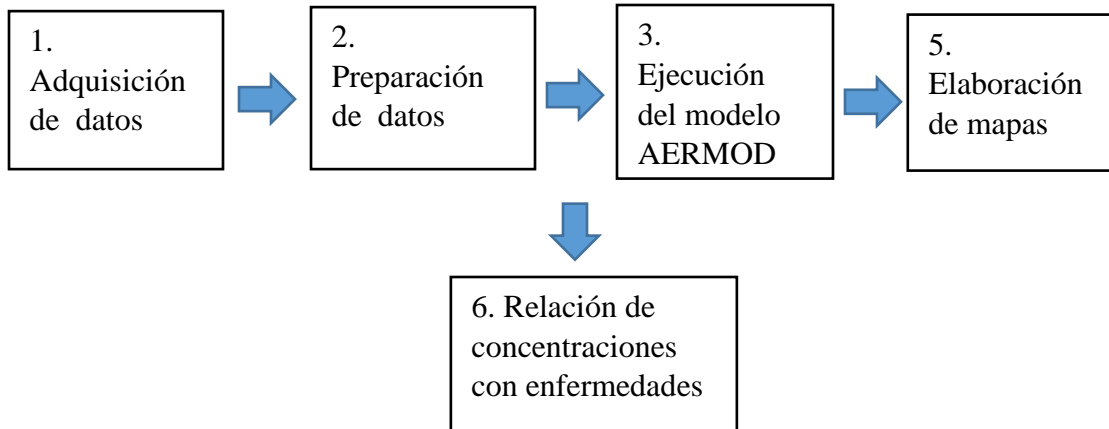 1.
Adquisición
de datos
2.
Preparación
de datos
3.
Ejecución
del modelo
AERMOD
5.
Elaboración
de mapas
6. Relación de
concentraciones
con enfermedades